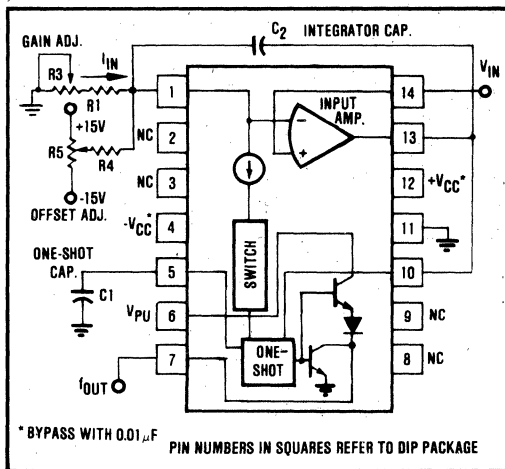 C2 INTEGRATOR CAP.
GAIN ADJ.
IIN
VIN
R3
R1
1
14
INPUT
AMP.
-
+
+15V
NC
2
13
R5
R4
NC
3
12
+VCC*
-15V
OFFSET ADJ.
-VCC*
4
11
ONE-SHOT
CAP.
SWITCH
5
10
C1
VPU
6
9
NC
ONE-
SHOT
7
8
NC
fOUT
* BYPASS WITH 0.01µF
PIN NUMBERS IN SQUARES REFER TO DIP PACKAGE